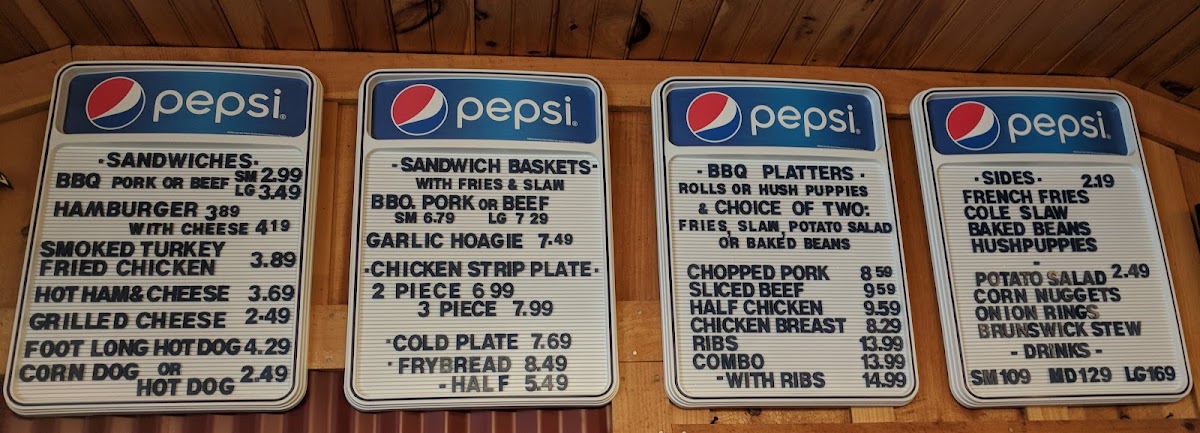 pepsi
·SANDWICHES·
BBQ PORK OR BEEF SM 2.99
LG 3.49
HAMBURGER 3.89
WITH CHEESE 4.19
SMOKED TURKEY
FRIED CHICKEN 3.89
HOT HAM & CHEESE 3.69
GRILLED CHEESE 2-49
FOOT LONG HOT DOG 4.29
CORN DOG OR
HOT DOG 2.49
pepsi
-SANDWICH BASKETS-
WITH FRIES & SLAW
BBQ. PORK OR BEEF
SM 6.79 LG 7 29
GARLIC HOAGIE 7.49
·CHICKEN STRIP PLATE·
2 PIECE 6 99
3 PIECE 7.99
·COLD PLATE 7.69
·FRYBREAD 8.49
-HALF 5.49
pepsi
- BBQ PLATTERS -
ROLLS OR HUSH PUPPIES
& CHOICE OF TWO:
FRIES, SLAW, POTATO SALAD
OR BAKED BEANS
CHOPPED PORK 8 59
SLICED BEEF 9 59
HALF CHICKEN 9.59
CHICKEN BREAST 8.29
RIBS 13.99
COMBO 13.99
-WITH RIBS 14.99
pepsi
- SIDES - 2.19
FRENCH FRIES
COLE SLAW
BAKED BEANS
HUSHPUPPIES
-
POTATO SALAD 2.49
CORN NUGGETS
ONION RINGS
BRUNSWICK STEW
- DRINKS -
SM 109 MD 129 LG 169